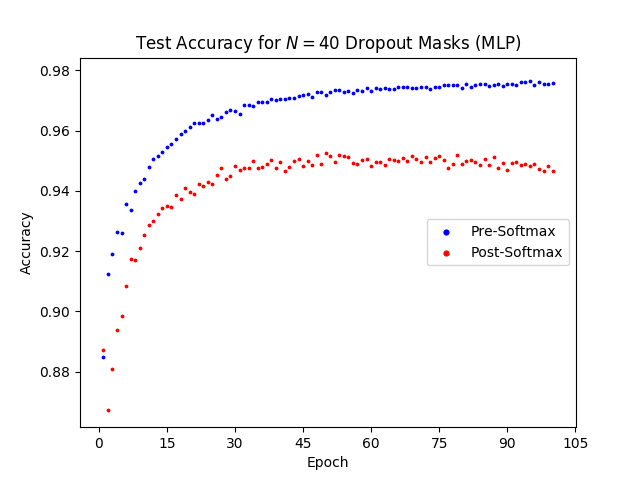 Test Accuracy for N = 40 Dropout Masks (MLP)
Accuracy
0.98
0.96
0.94
0.92
0.90
0.88
Pre-Softmax
Post-Softmax
0 15 30 45 60 75 90 105
Epoch